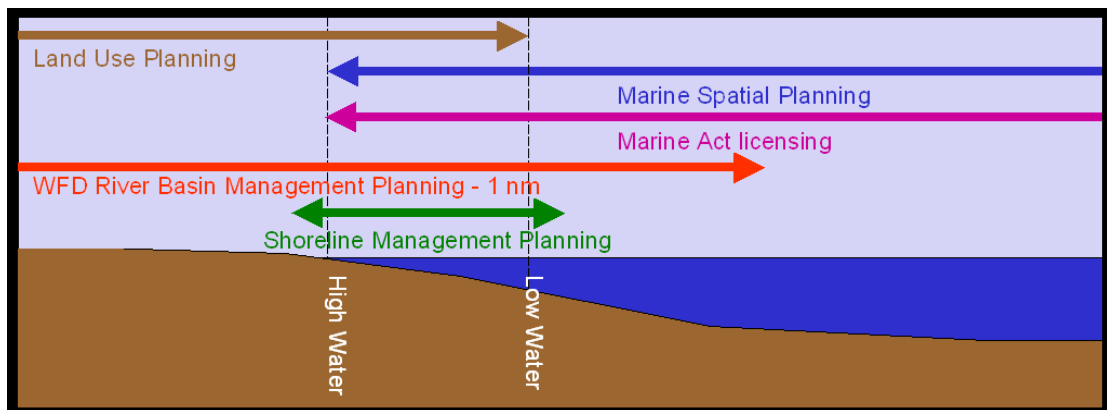 Land Use Planning
Marine Spatial Planning
Marine Act licensing
WFD River Basin Management Planning - 1 nm
Shoreline Management Planning
High Water
Low Water